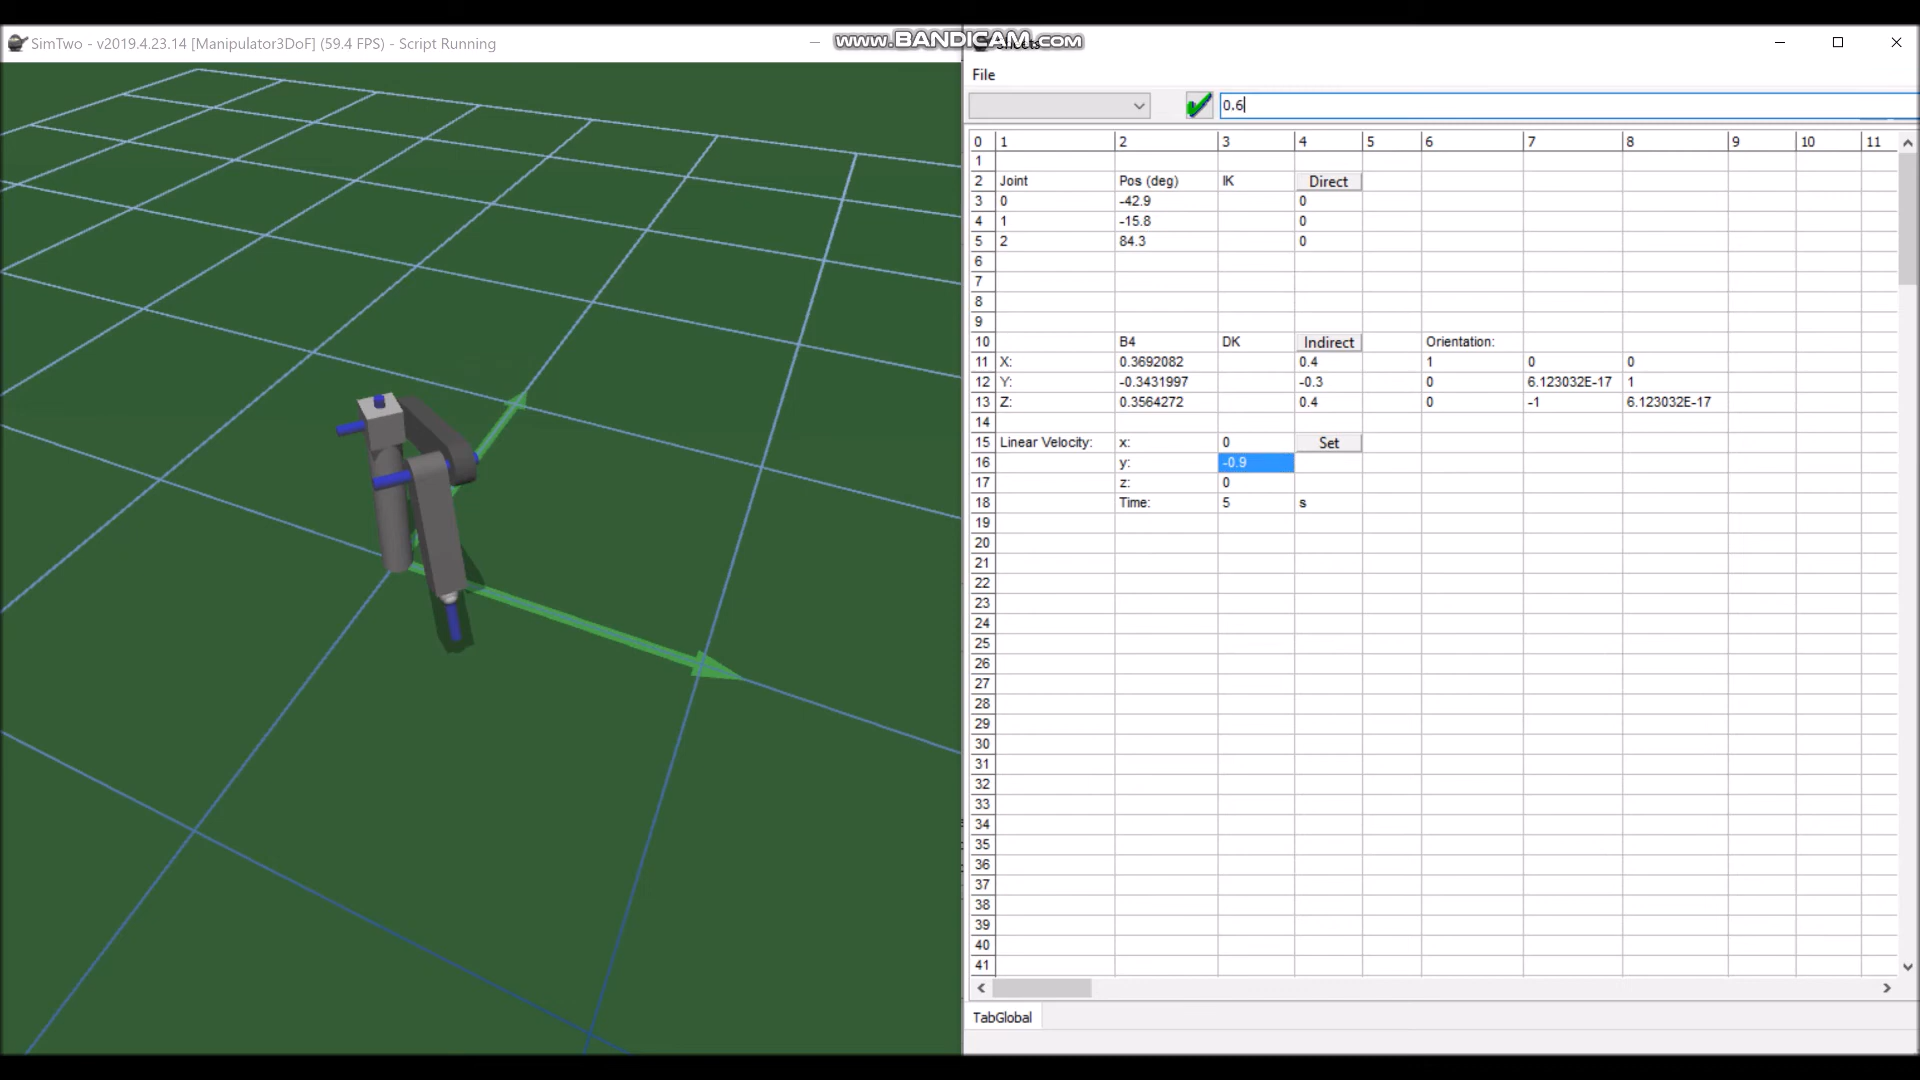 SimTwo - v2019.4.23.14 [Manipulator3DoF] (59.4 FPS) - Script Running
www.BANDICAM.com
File
0.6
0 1 2 3 4 5 6 7 8 9 10 11
1
2 Joint Pos (deg) IK Direct
3 0 -42.9 0
4 1 -15.8 0
5 2 84.3 0
6
7
8
9
10 B4 DK Indirect Orientation:
11 X: 0.3692082 0.4 1 0 0
12 Y: -0.3431997 -0.3 0 6.123032E-17 1
13 Z: 0.3564272 0.4 0 -1 6.123032E-17
14
15 Linear Velocity: x: 0 Set
16 y: -0.9
17 z: 0
18 Time: 5 s
19
20
21
22
23
24
25
26
27
28
29
30
31
32
33
34
35
36
37
38
39
40
41
TabGlobal